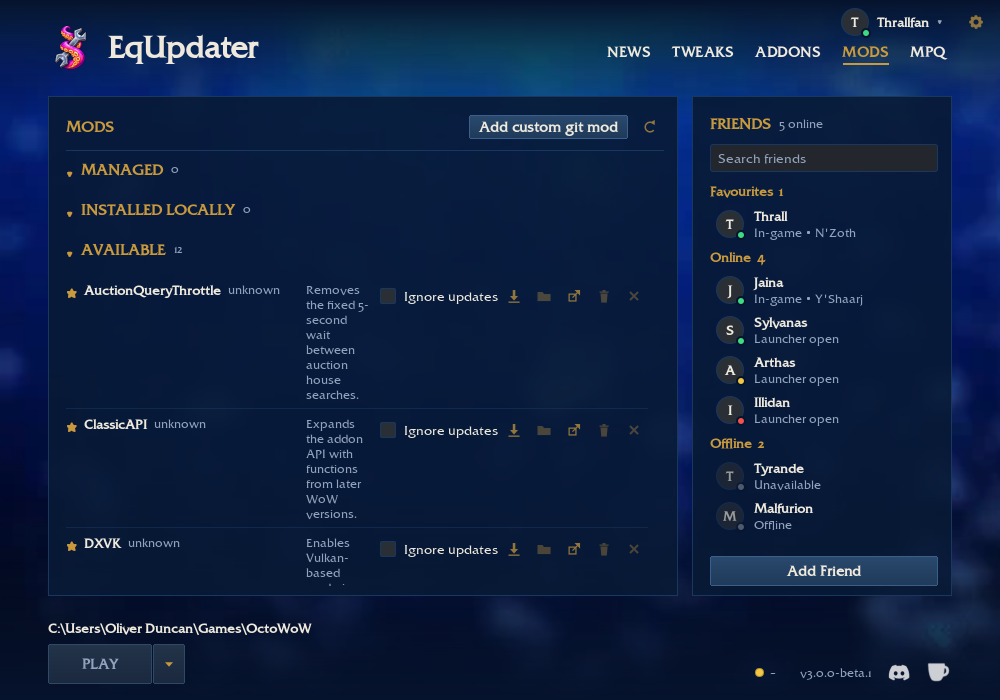 T Thrallfan
EqUpdater
NEWS TWEAKS ADDONS MODS MPQ
MODS Add custom git mod
MANAGED 0
INSTALLED LOCALLY 0
AVAILABLE 12
AuctionQueryThrottle unknown
Removes
the fixed 5-
second
wait
between
auction
house
searches.
Ignore updates
ClassicAPI unknown
Expands
the addon
API with
functions
from later
WoW
versions.
Ignore updates
DXVK unknown
Enables
Vulkan-
based
Ignore updates
FRIENDS 5 online
Search friends
Favourites 1
T Thrall
In-game • N'Zoth
Online 4
J Jaina
In-game • Y'Shaarj
S Sylvanas
Launcher open
A Arthas
Launcher open
I Illidan
Launcher open
Offline 2
T Tyrande
Unavailable
M Malfurion
Offline
Add Friend
C:\Users\Oliver Duncan\Games\OctoWoW
PLAY
- v3.0.0-beta.1